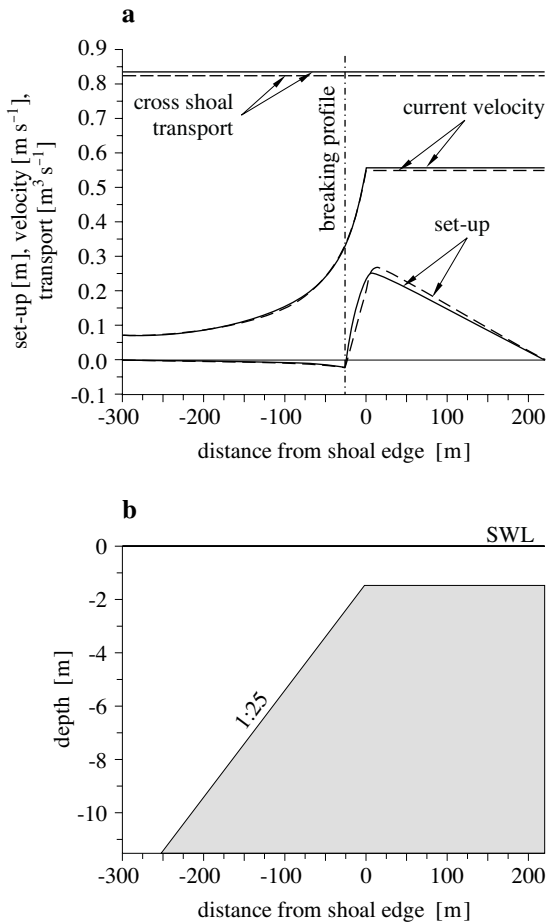 a
set-up [m], velocity [m s⁻¹],
transport [m³ s⁻¹]
0.9
0.8
0.7
0.6
0.5
0.4
0.3
0.2
0.1
0.0
-0.1
cross shoal
transport
breaking profile
current velocity
set-up
-300 -200 -100 0 100 200
distance from shoal edge [m]
b
SWL
depth [m]
0
-2
-4
-6
-8
-10
1:25
-300 -200 -100 0 100 200
distance from shoal edge [m]